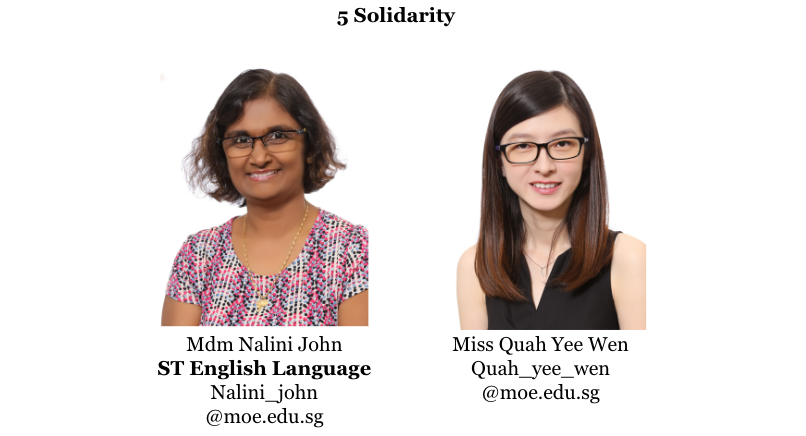 5 Solidarity
Mdm Nalini John
ST English Language
Nalini_john
@moe.edu.sg
Miss Quah Yee Wen
Quah_yee_wen
@moe.edu.sg